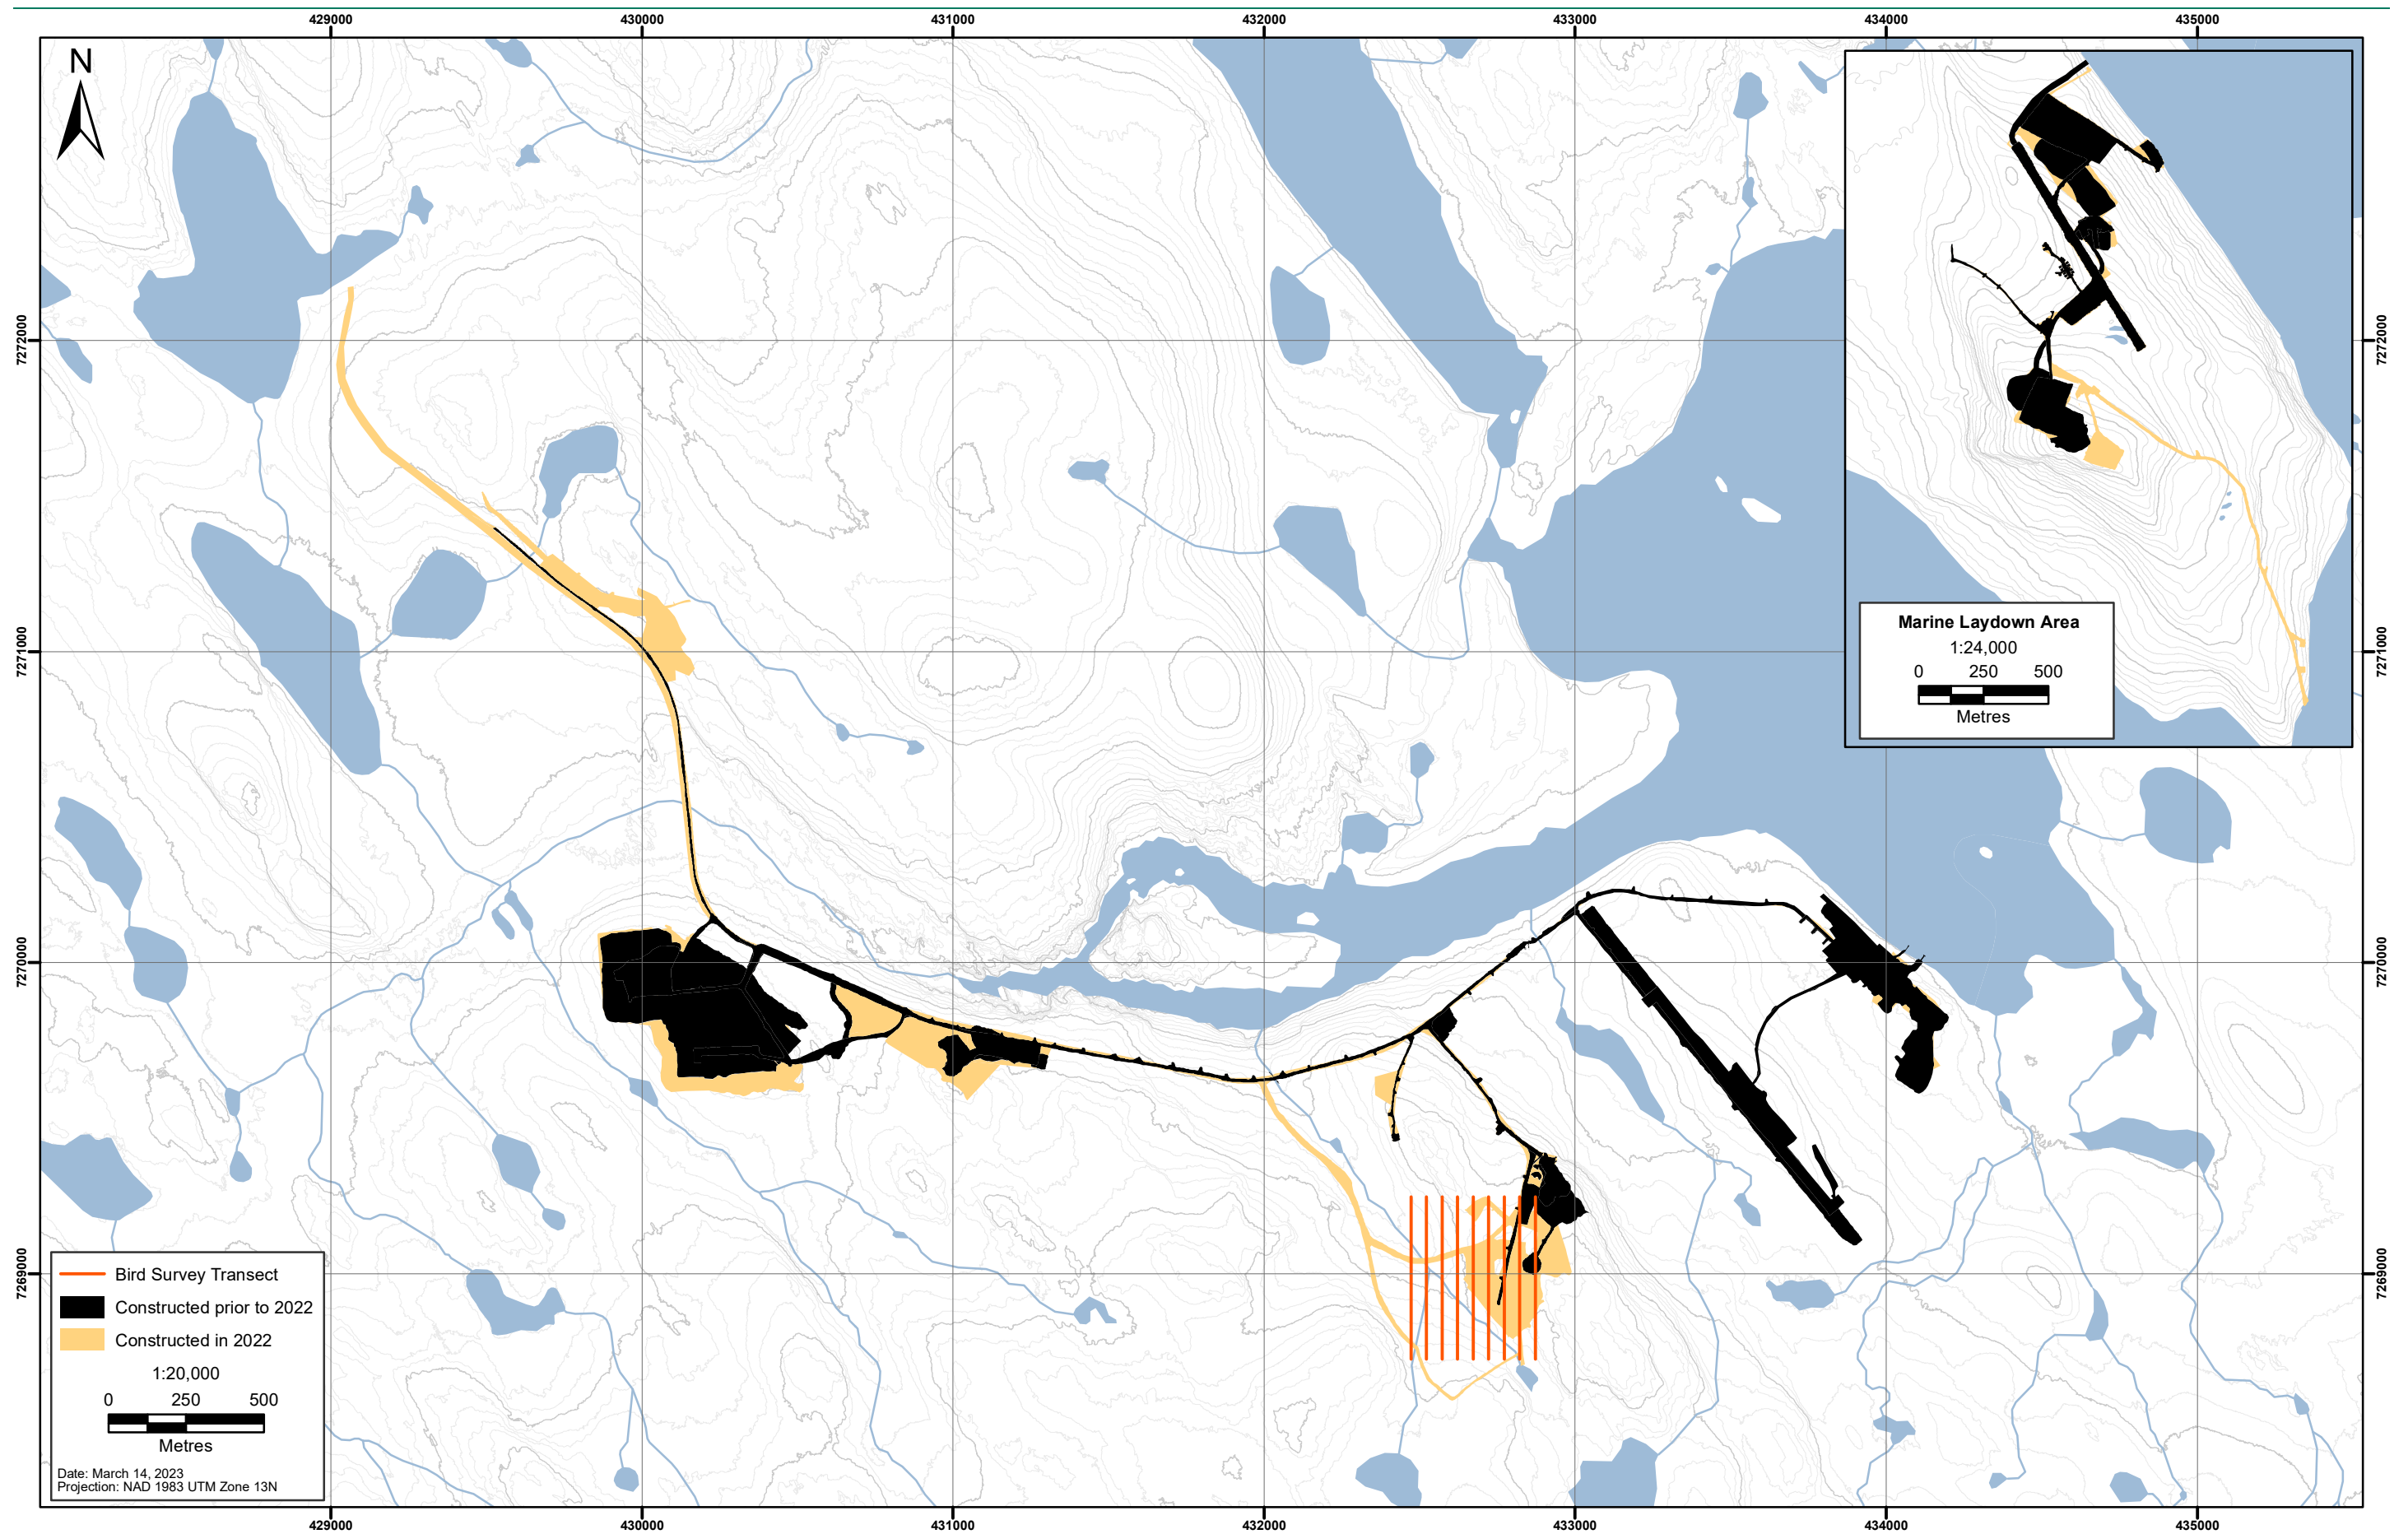 429000 430000 431000 432000 433000 434000 435000
N
7272000 7272000
7271000 7271000
7270000 7270000
7269000 7269000
Marine Laydown Area
1:24,000
0 250 500
Metres
Bird Survey Transect
Constructed prior to 2022
Constructed in 2022
1:20,000
0 250 500
Metres
Date: March 14, 2023
Projection: NAD 1983 UTM Zone 13N
429000 430000 431000 432000 433000 434000 435000